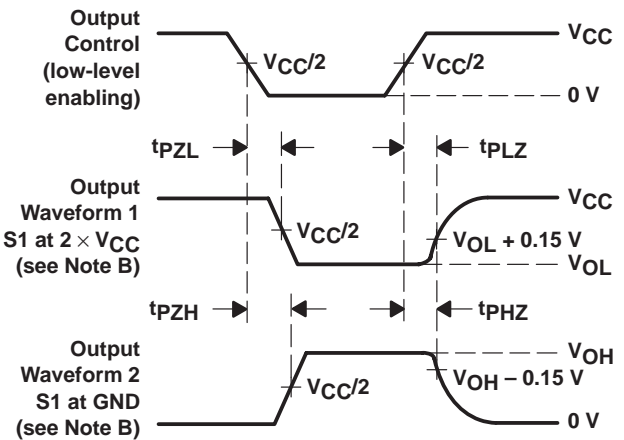 Output
Control
(low-level
enabling)
VCC/2
VCC/2
VCC
0 V
tPZL
tPLZ
Output
Waveform 1
S1 at 2 × VCC
(see Note B)
VCC/2
VCC
VOL + 0.15 V
VOL
tPZH
tPHZ
Output
Waveform 2
S1 at GND
(see Note B)
VCC/2
VOH
VOH – 0.15 V
0 V